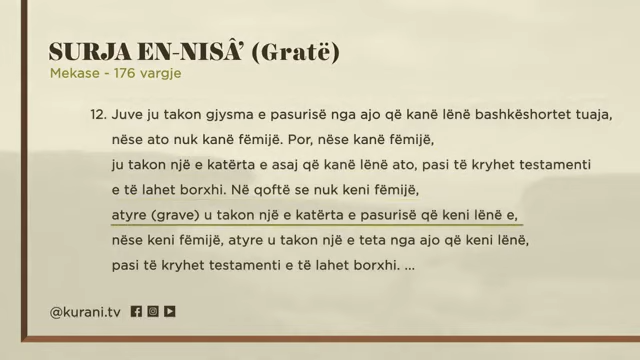 SURJA EN-NISÂ’ (Gratë)
Mekase - 176 vargje
12. Juve ju takon gjysma e pasurisë nga ajo që kanë lënë bashkëshortet tuaja,
nëse ato nuk kanë fëmijë. Por, nëse kanë fëmijë,
ju takon një e katërta e asaj që kanë lënë ato, pasi të kryhet testamenti
e të lahet borxhi. Në qoftë se nuk keni fëmijë,
atyre (grave) u takon një e katërta e pasurisë që keni lënë e,
nëse keni fëmijë, atyre u takon një e teta nga ajo që keni lënë,
pasi të kryhet testamenti e të lahet borxhi. ...
@kurani.tv